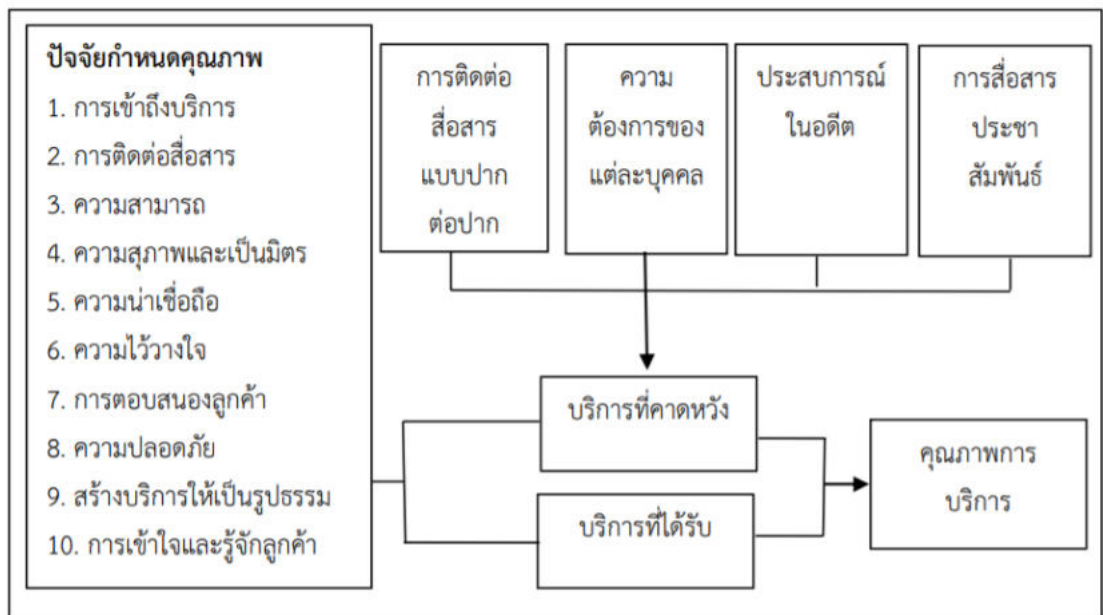 ปัจจัยกำหนดคุณภาพ
1. การเข้าถึงบริการ
2. การติดต่อสื่อสาร
3. ความสามารถ
4. ความสุภาพและเป็นมิตร
5. ความน่าเชื่อถือ
6. ความไว้วางใจ
7. การตอบสนองลูกค้า
8. ความปลอดภัย
9. สร้างบริการให้เป็นรูปธรรม
10. การเข้าใจและรู้จักลูกค้า
การติดต่อ
สื่อสาร
แบบปาก
ต่อปาก
ความ
ต้องการของ
แต่ละบุคคล
ประสบการณ์
ในอดีต
การสื่อสาร
ประชา
สัมพันธ์
บริการที่คาดหวัง
บริการที่ได้รับ
คุณภาพการ
บริการ